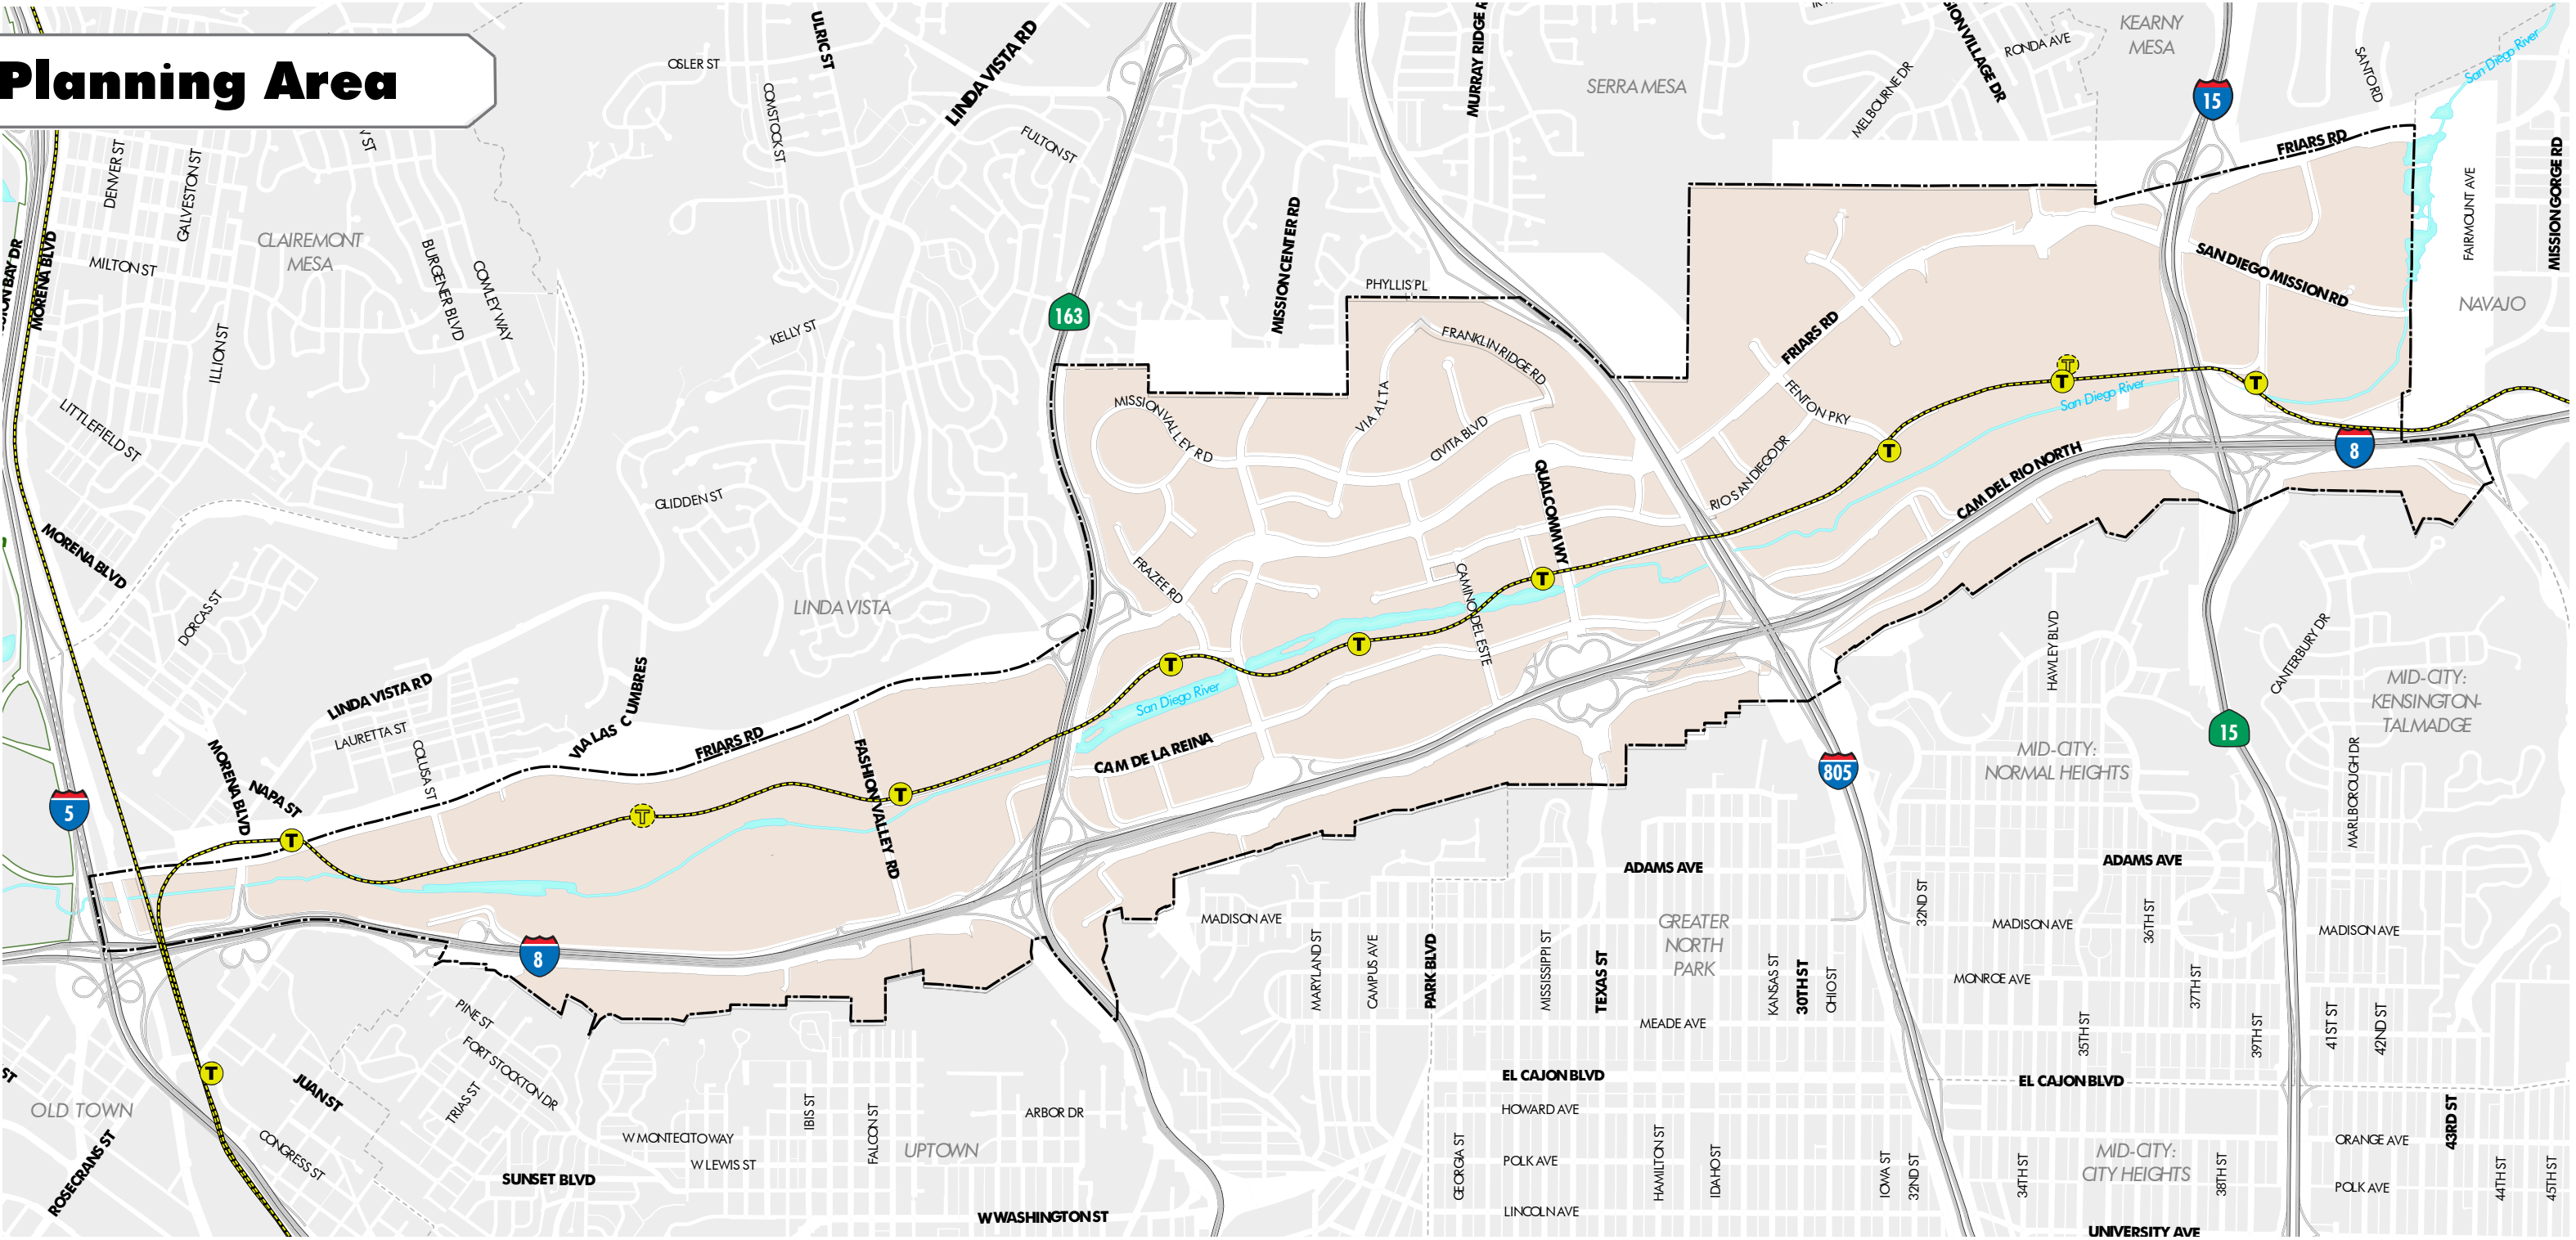 Planning Area
OSLER ST
COMSTOCK ST
ULRIC ST
LINDA VISTA RD
FULTON ST
MURRAY RIDGE R
SERRA MESA
MELBOURNE DR
SIONVILLAGE DR
RONDA AVE
KEARNY
MESA
15
SANTO RD
San Diego River
FRIARS RD
FAIRMOUNT AVE
MISSION GORGE RD
DENVER ST
GALVESTON ST
CLAIREMONT
MESA
MILTON ST
BURGENER BLVD
COWLEY WAY
MORENA BLVD
ION BAY DR
ILLION ST
LITTLEFIELD ST
KELLY ST
163
MISSION CENTER RD
PHYLLIS PL
FRANKLIN RIDGE RD
MISSION VALLEY RD
VIA ALTA
CIVITA BLVD
FRIARS RD
FENTON PKY
RIO SAN DIEGO DR
SAN DIEGO MISSION RD
NAVAJO
T
T
T
San Diego River
8
CAM DEL RIO NORTH
QUALCOMM WY
T
GLIDDEN ST
MORENA BLVD
DORCAS ST
LINDA VISTA
FRAZEE RD
CAMINO DEL ESTE
T
T
T
San Diego River
CAM DE LA REINA
HAWLEY BLVD
CANTERBURY DR
MID-CITY:
KENSINGTON-
TALMADGE
15
MID-CITY:
NORMAL HEIGHTS
MARLBOROUGH DR
805
LINDA VISTA RD
LAURETTA ST
COLUSA ST
VIA LAS CUMBRES
FRIARS RD
FASHION VALLEY RD
MORENA BLVD
NAPA ST
5
T
T
T
8
ADAMS AVE
ADAMS AVE
MADISON AVE
MARYLAND ST
CAMPUS AVE
PARK BLVD
MISSISSIPPI ST
TEXAS ST
GREATER
NORTH
PARK
KANSAS ST
30TH ST
OHIO ST
32ND ST
MADISON AVE
36TH ST
MADISON AVE
MONROE AVE
37TH ST
35TH ST
39TH ST
41ST ST
42ND ST
MEADE AVE
PINE ST
FORT STOCKTON DR
TRIAS ST
JUAN ST
T
OLD TOWN
ST
ROSECRANS ST
CONGRESS ST
EL CAJON BLVD
EL CAJON BLVD
HOWARD AVE
IBIS ST
FALCON ST
ARBOR DR
UPTOWN
W MONTECITO WAY
W LEWIS ST
SUNSET BLVD
W WASHINGTON ST
GEORGIA ST
POLK AVE
HAMILTON ST
IDAHO ST
IOWA ST
32ND ST
34TH ST
MID-CITY:
CITY HEIGHTS
38TH ST
ORANGE AVE
43RD ST
POLK AVE
44TH ST
45TH ST
LINCOLN AVE
UNIVERSITY AVE